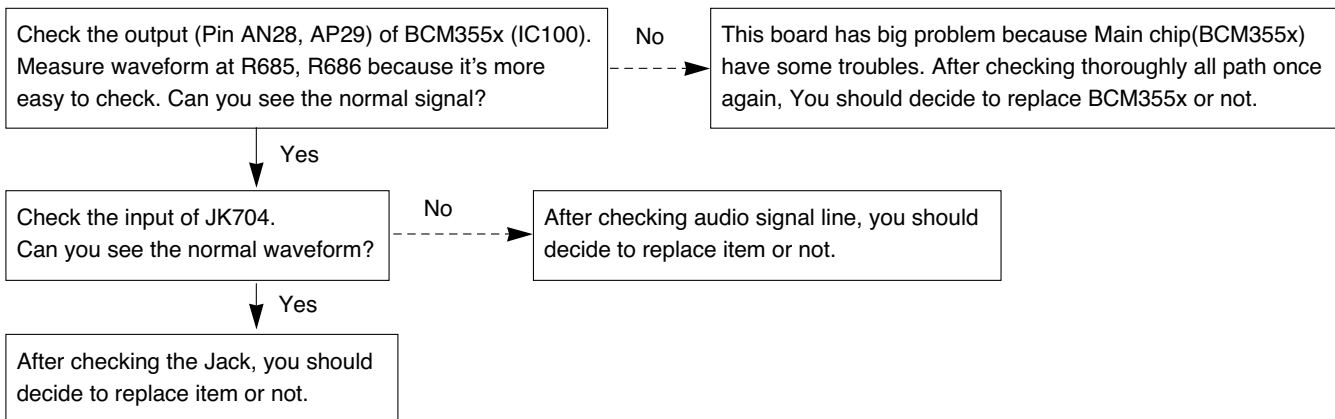 Check the output (Pin AN28, AP29) of BCM355x (IC100).
Measure waveform at R685, R686 because it's more
easy to check. Can you see the normal signal?
No
This board has big problem because Main chip(BCM355x)
have some troubles. After checking thoroughly all path once
again, You should decide to replace BCM355x or not.
Yes
Check the input of JK704.
Can you see the normal waveform?
No
After checking audio signal line, you should
decide to replace item or not.
Yes
After checking the Jack, you should
decide to replace item or not.